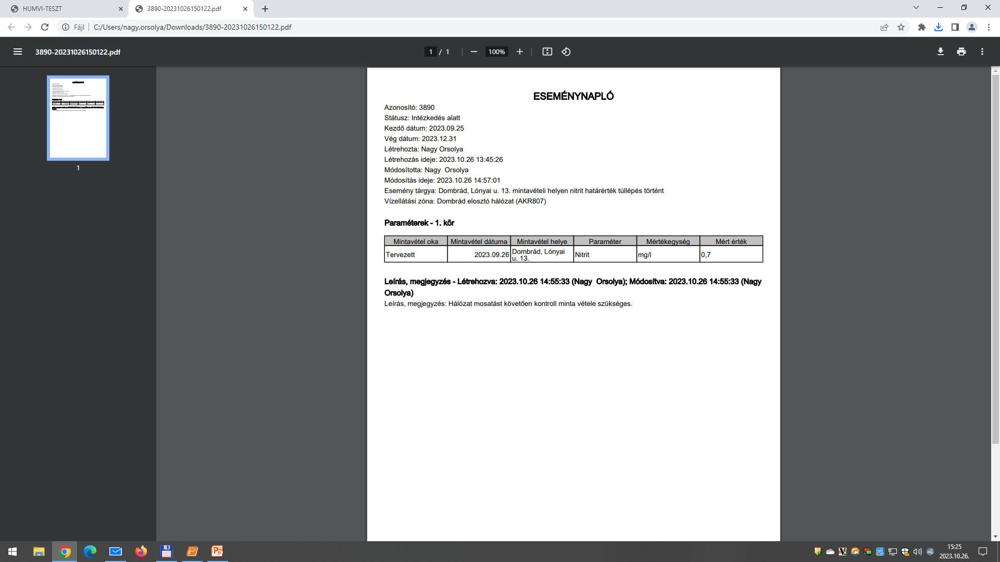 HUMVI-TESZT
3890-20231026150122.pdf
Fájl
C:/Users/nagy.orsolya/Downloads/3890-20231026150122.pdf
3890-20231026150122.pdf
1 / 1
100%
1
ESEMÉNYNAPLÓ
Azonosító: 3890
Státusz: Intézkedés alatt
Kezdő dátum: 2023.09.25
Vég dátum: 2023.12.31
Létrehozta: Nagy Orsolya
Létrehozás ideje: 2023.10.26 13:45:26
Módosította: Nagy  Orsolya
Módosítás ideje: 2023.10.26 14:57:01
Esemény tárgya: Dombrád, Lónyai u. 13. mintavételi helyen nitrit határérték túllépés történt
Vízellátási zóna: Dombrád elosztó hálózat (AKR807)
Paraméterek - 1. kör
Mintavétel oka Mintavétel dátuma Mintavétel helye Paraméter Mértékegység Mért érték
Tervezett 2023.09.26 Dombrád, Lónyai u. 13. Nitrit mg/l 0,7
Leírás, megjegyzés - Létrehozva: 2023.10.26 14:55:33 (Nagy  Orsolya); Módosítva: 2023.10.26 14:55:33 (Nagy
Orsolya)
Leírás, megjegyzés: Hálózat mosatást követően kontroll minta vétele szükséges.
15:25
2023.10.26.